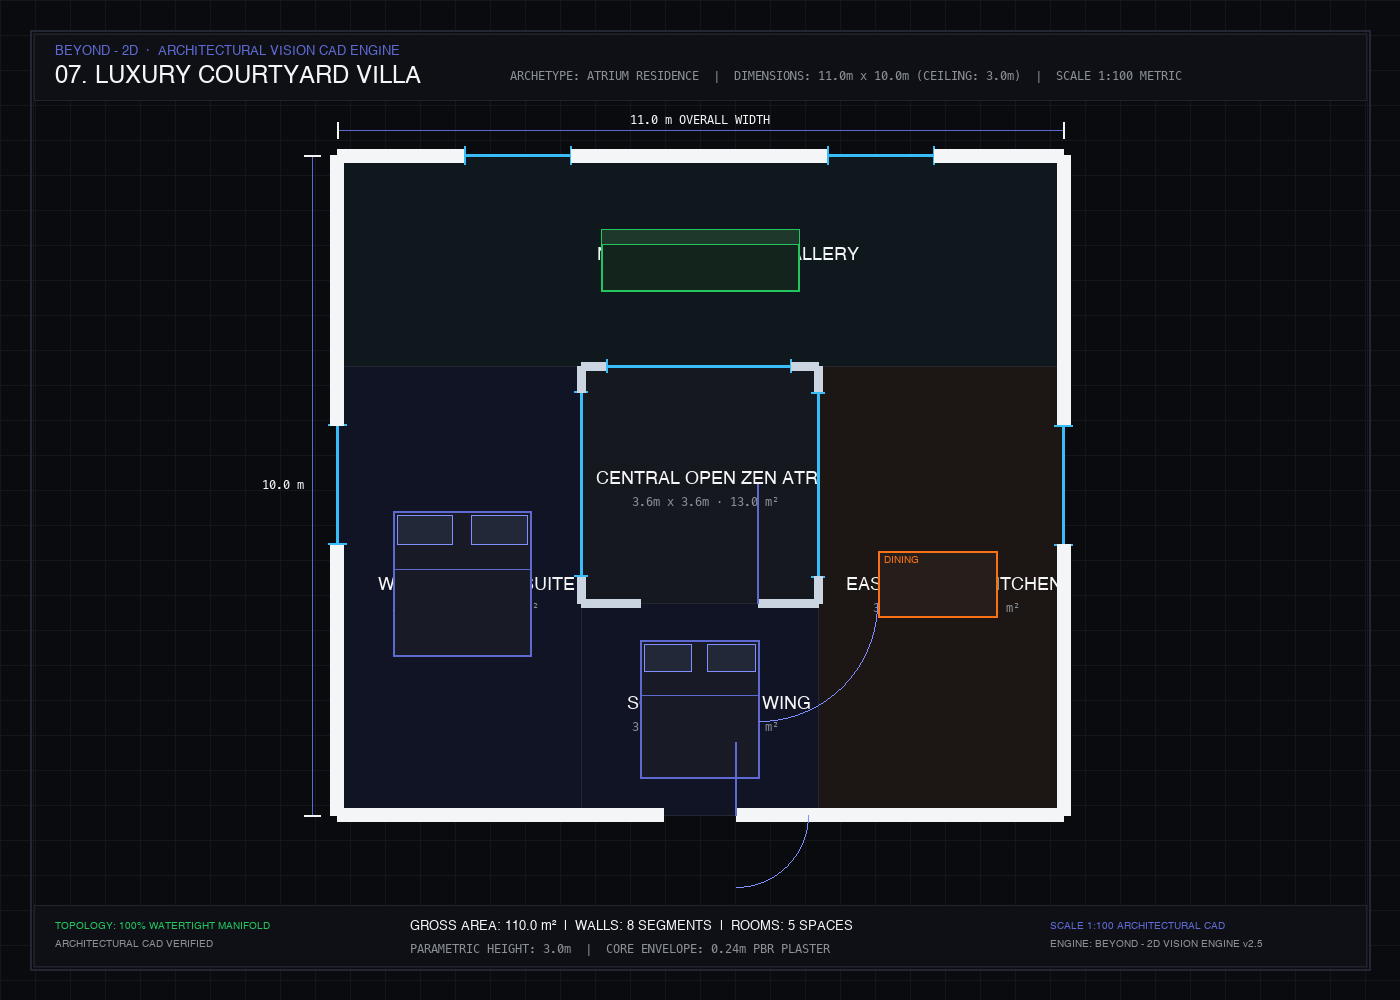 BEYOND - 2D · ARCHITECTURAL VISION CAD ENGINE
07. LUXURY COURTYARD VILLA
ARCHETYPE: ATRIUM RESIDENCE | DIMENSIONS: 11.0m x 10.0m (CEILING: 3.0m) | SCALE 1:100 METRIC
11.0 m OVERALL WIDTH
10.0 m
CENTRAL OPEN ZEN ATR
3.6m x 3.6m · 13.0 m²
DINING
WING
m²
m²
TOPOLOGY: 100% WATERTIGHT MANIFOLD
ARCHITECTURAL CAD VERIFIED
GROSS AREA: 110.0 m² | WALLS: 8 SEGMENTS | ROOMS: 5 SPACES
PARAMETRIC HEIGHT: 3.0m | CORE ENVELOPE: 0.24m PBR PLASTER
SCALE 1:100 ARCHITECTURAL CAD
ENGINE: BEYOND - 2D VISION ENGINE v2.5